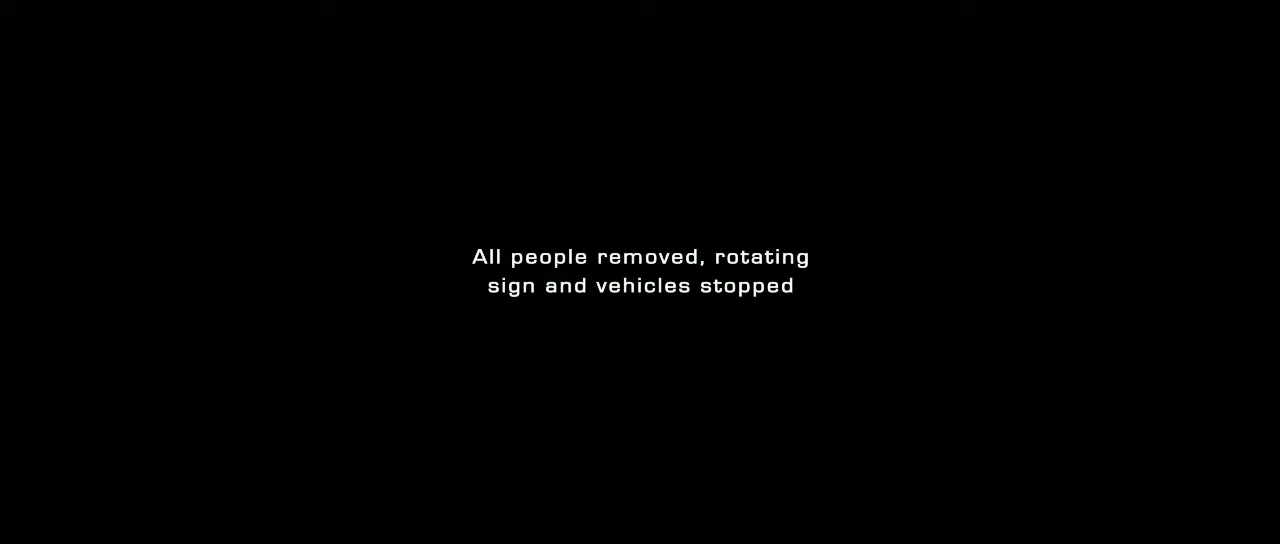 All people removed, rotating
sign and vehicles stopped